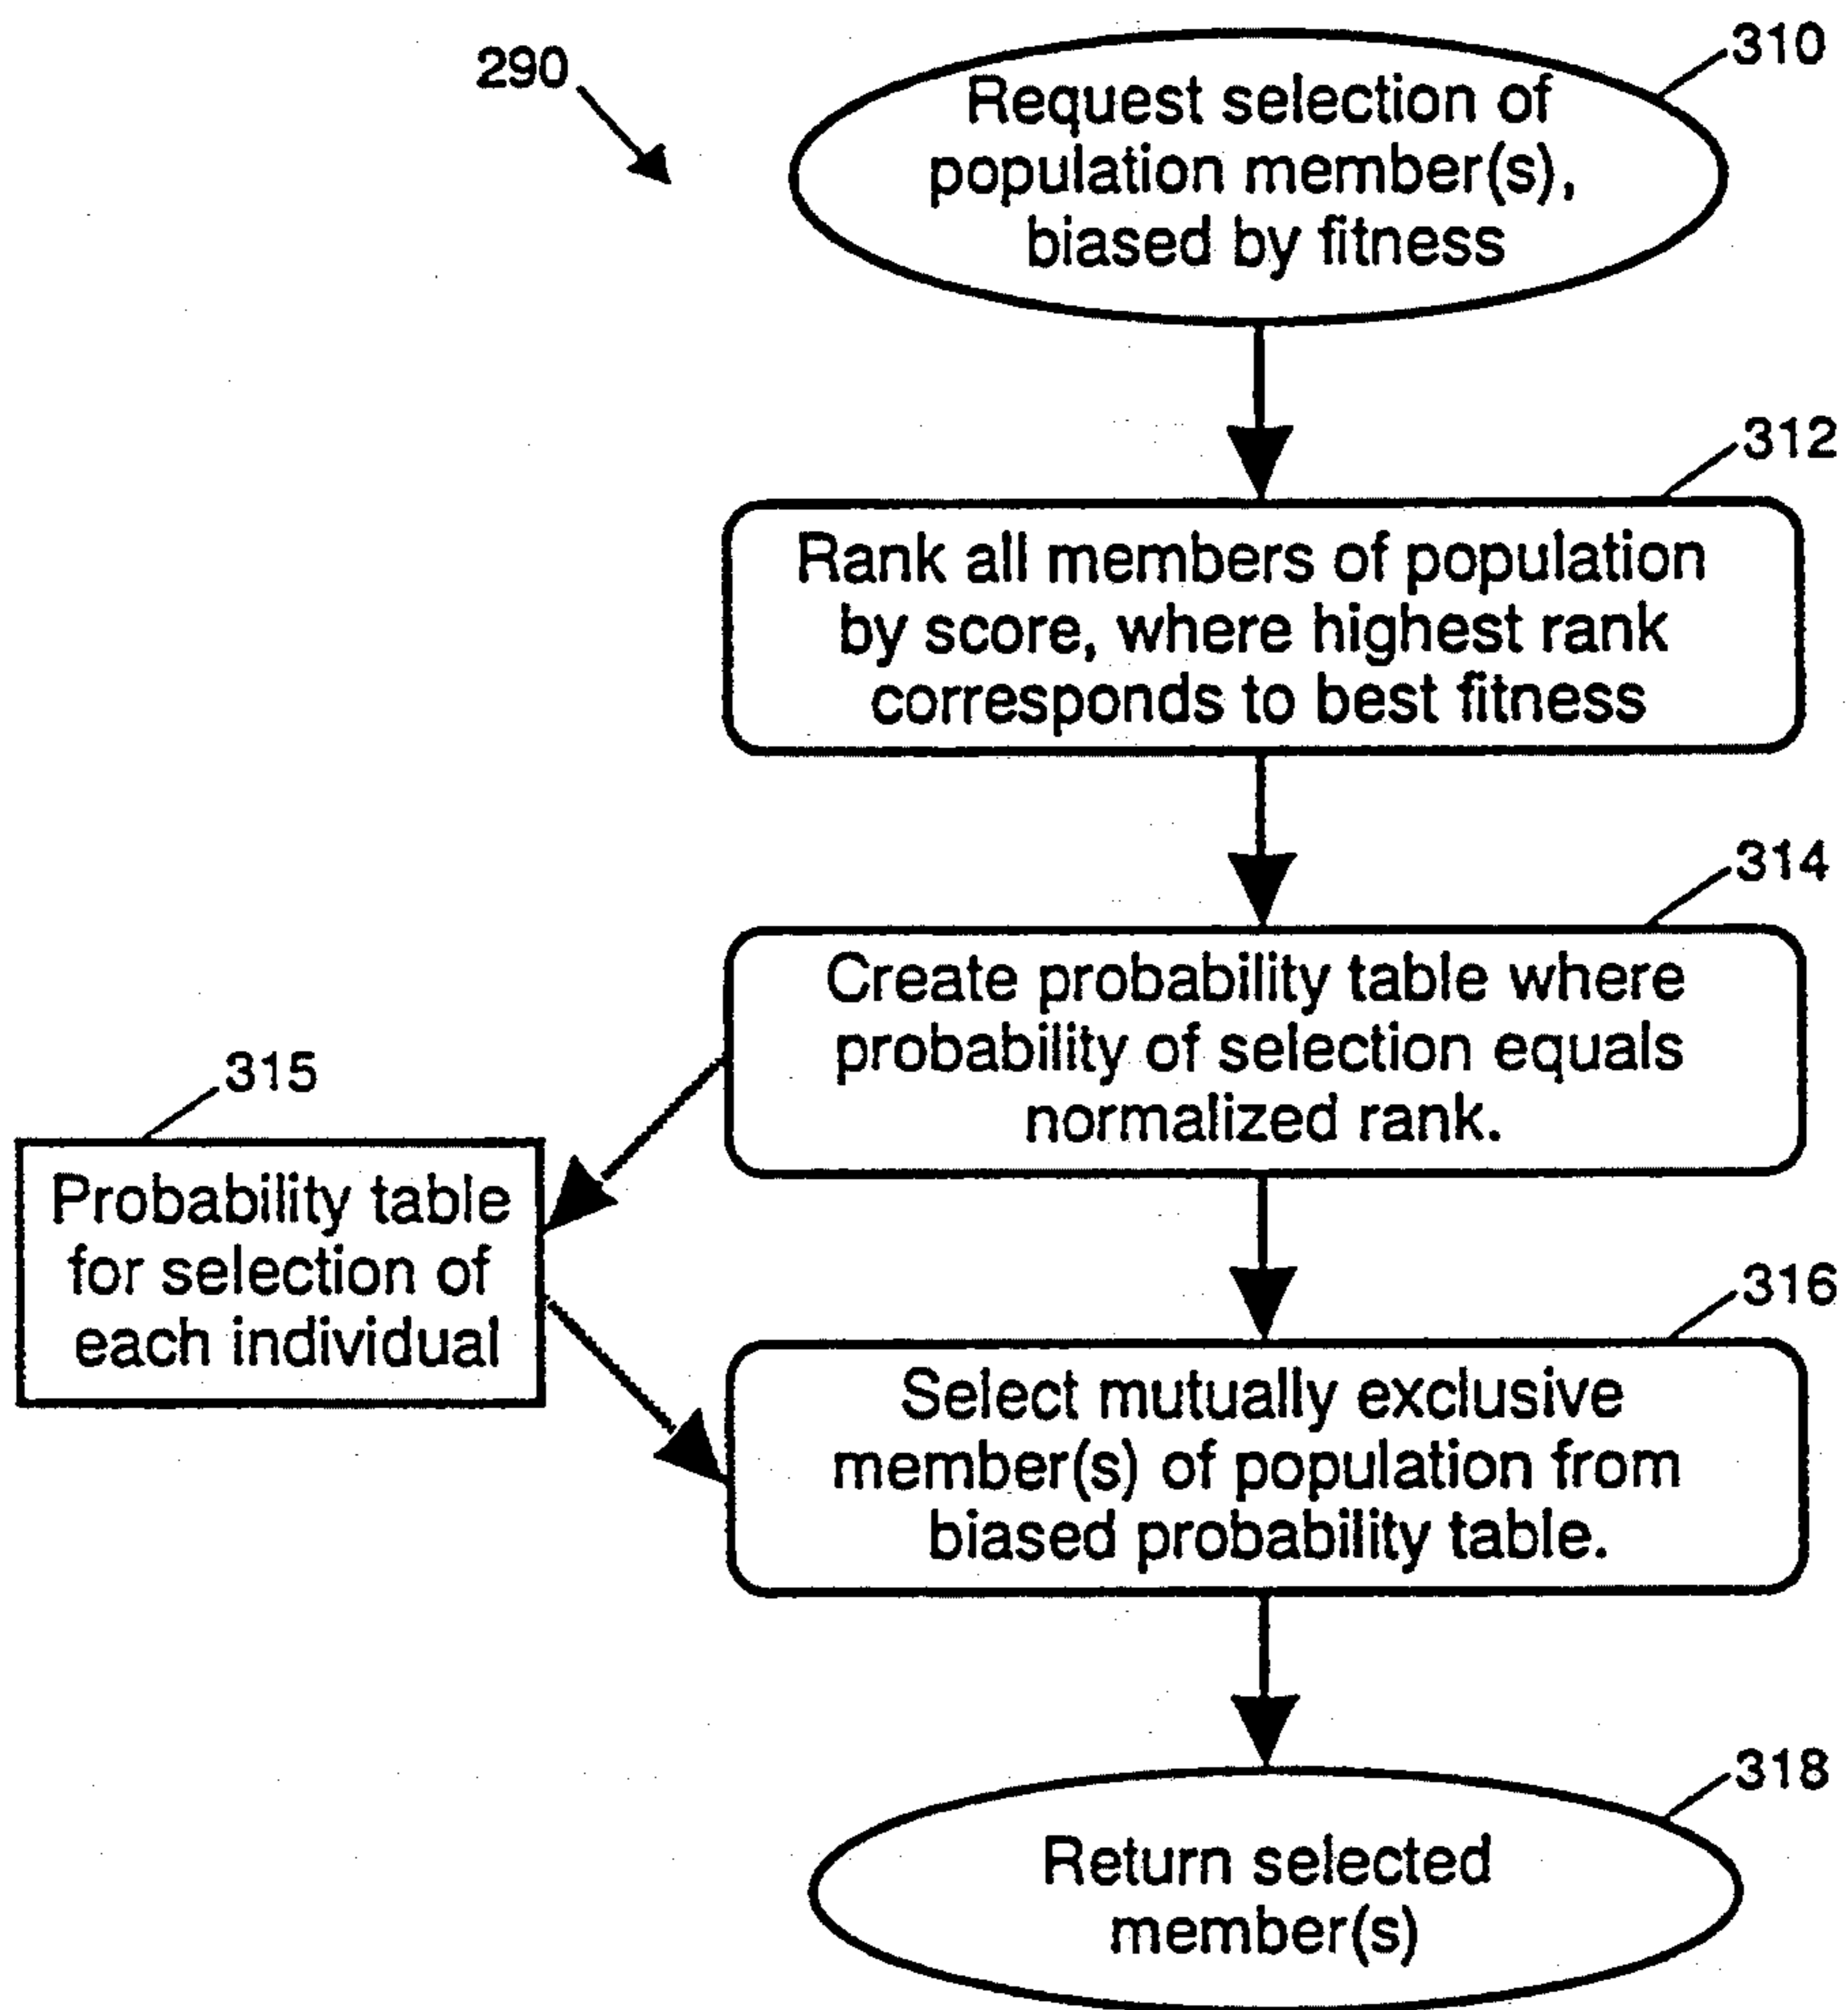 290
310
Request selection of
population member(s),
biased by fitness
312
Rank all members of population
by score, where highest rank
corresponds to best fitness
314
Create probability table where
probability of selection equals
normalized rank.
315
Probability table
for selection of
each individual
316
Select mutually exclusive
member(s) of population from
biased probability table.
318
Return selected
member(s)